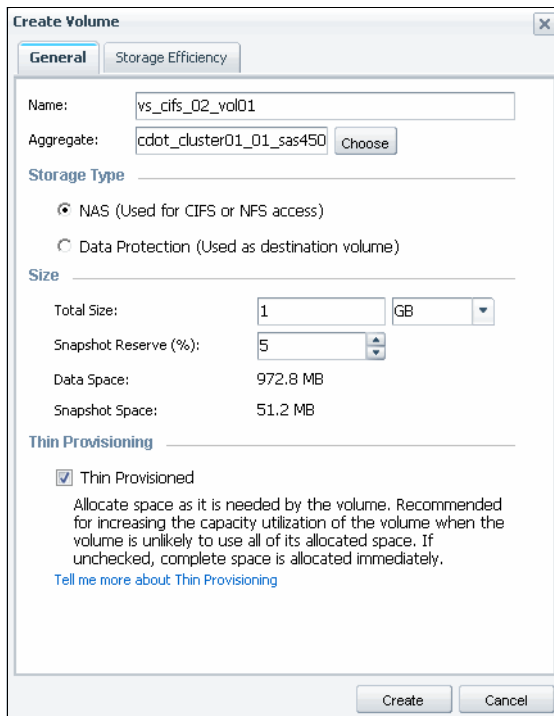 Create Volume
General Storage Efficiency
Name: vs_cifs_02_vol01
Aggregate: cdot_cluster01_01_sas450 Choose
Storage Type
NAS (Used for CIFS or NFS access)
Data Protection (Used as destination volume)
Size
Total Size: 1 GB
Snapshot Reserve (%): 5
Data Space: 972.8 MB
Snapshot Space: 51.2 MB
Thin Provisioning
Thin Provisioned
Allocate space as it is needed by the volume. Recommended
for increasing the capacity utilization of the volume when the
volume is unlikely to use all of its allocated space. If
unchecked, complete space is allocated immediately.
Tell me more about Thin Provisioning
Create Cancel